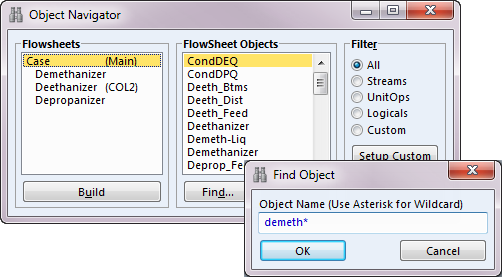 Object Navigator
Flowsheets
Case (Main)
Demethanizer
Deethanizer (COL2)
Depropanizer
Build
FlowSheet Objects
CondDEQ
CondDPQ
Deeth_Btms
Deeth_Dist
Deeth_Feed
Deethanizer
Demeth-Liq
Demethanizer
Deprop_Fee
Find...
Filter
All
Streams
UnitOps
Logicals
Custom
Setup Custom
Find Object
Object Name (Use Asterisk for Wildcard)
demeth*
OK
Cancel